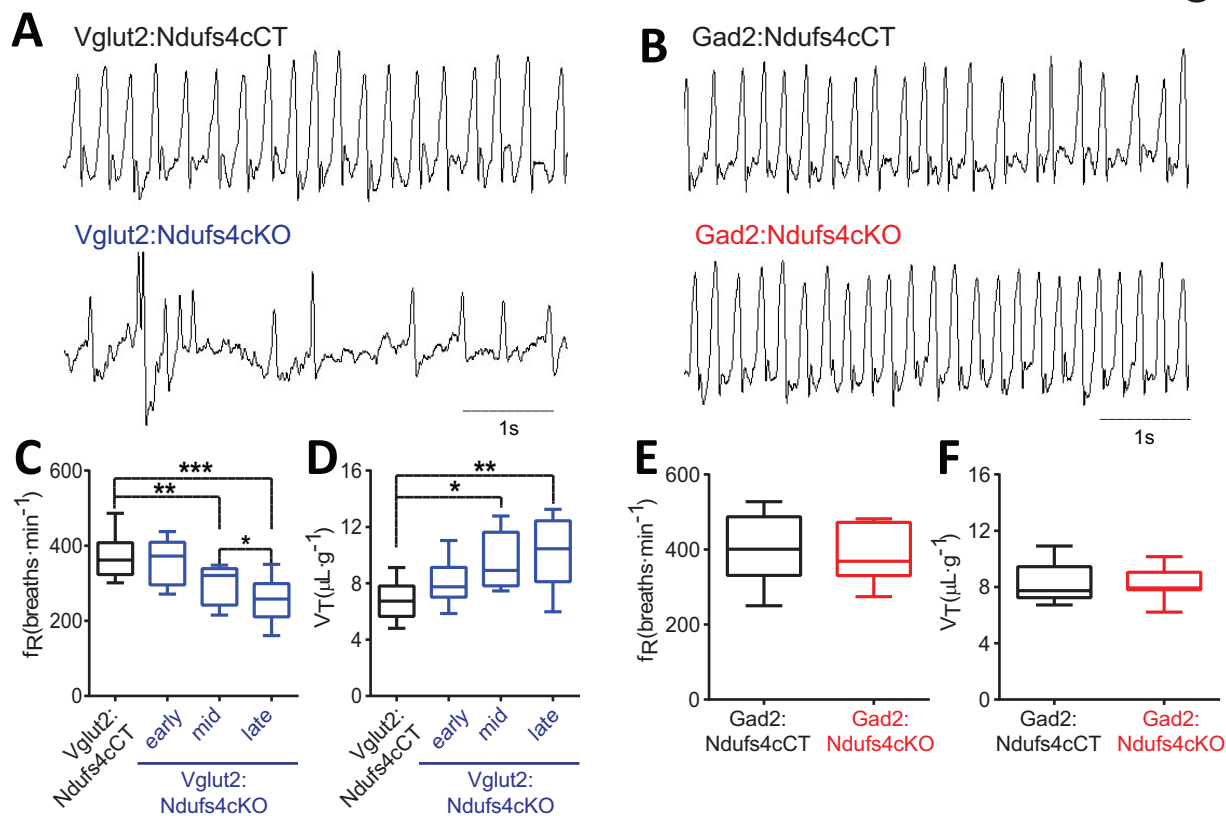 A
Vglut2:Ndufs4cCT
Vglut2:Ndufs4cKO
1s
B
Gad2:Ndufs4cCT
Gad2:Ndufs4cKO
1s
C
600
400
200
0
fR(breaths·min⁻¹)
***
**
*
Vglut2:
Ndufs4cCT
early
mid
late
Vglut2:
Ndufs4cKO
D
16
12
8
4
0
VT(μL·g⁻¹)
**
*
Vglut2:
Ndufs4cCT
early
mid
late
Vglut2:
Ndufs4cKO
E
600
400
200
0
fR(breaths·min⁻¹)
Gad2:
Ndufs4cCT
Gad2:
Ndufs4cKO
F
16
12
8
4
0
VT(μL·g⁻¹)
Gad2:
Ndufs4cCT
Gad2:
Ndufs4cKO